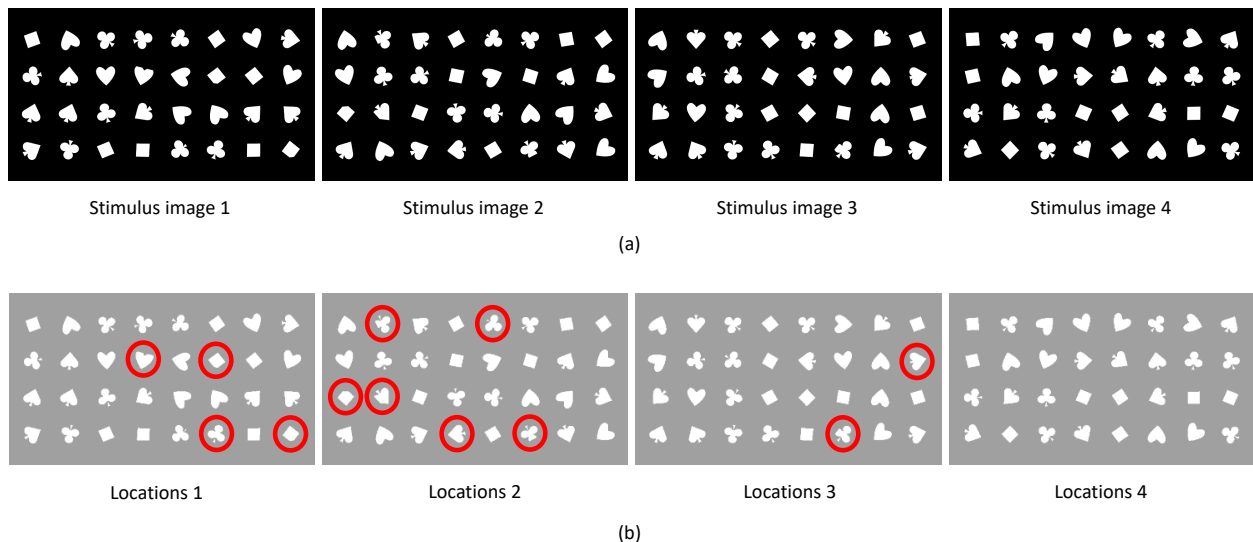 Stimulus image 1
Stimulus image 2
Stimulus image 3
Stimulus image 4
(a)
Locations 1
Locations 2
Locations 3
Locations 4
(b)